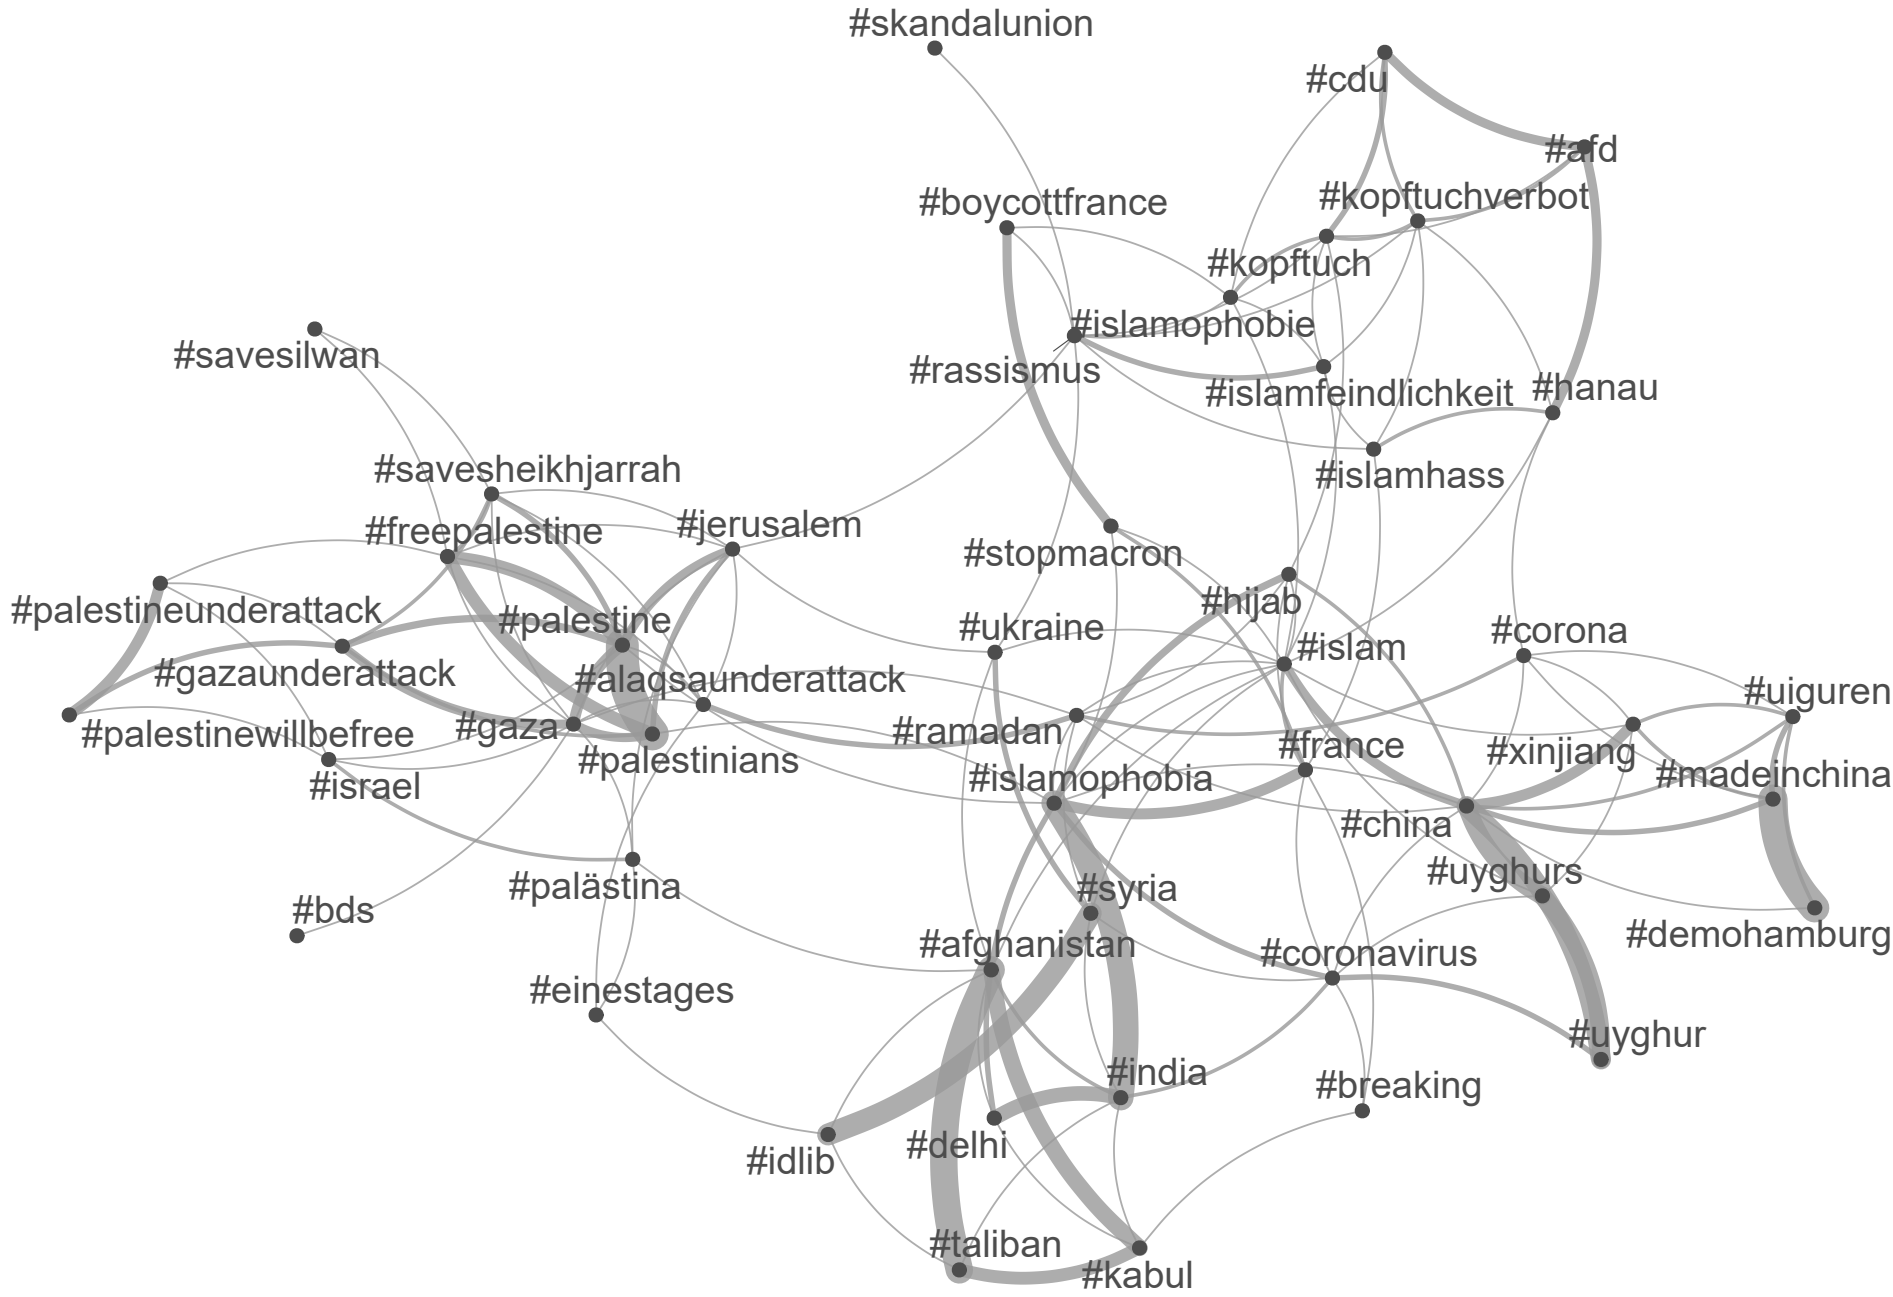 #skandalunion
#cdu
#afd
#kopftuchverbot
#boycottfrance
#kopftuch
#islamophobie
#savesilwan
#rassismus
#islamfeindlichkeit
#hanau
#savesheikhjarrah
#islamhass
#freepalestine
#jerusalem
#stopmacron
#hijab
#palestineunderattack
#palestine
#ukraine
#corona
#islam
#gazaunderattack
#alaqsaunderattack
#uiguren
#palestinewillbefree
#gaza
#ramadan
#france
#xinjiang
#palestinians
#israel
#islamophobia
#madeinchina
#china
#uyghurs
#palästina
#syria
#bds
#demohamburg
#afghanistan
#coronavirus
#einestages
#uyghur
#india
#breaking
#delhi
#idlib
#taliban
#kabul